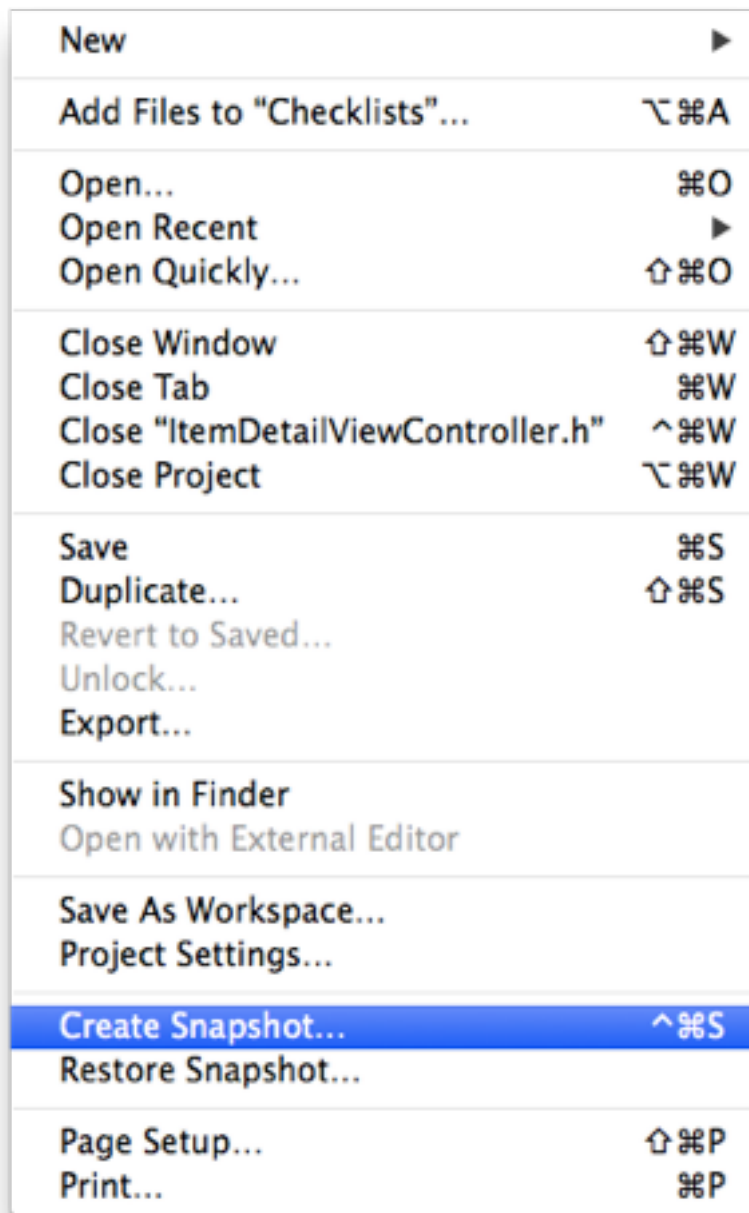 New ▶
Add Files to “Checklists”... ⌥⌘A
Open... ⌘O
Open Recent ▶
Open Quickly... ⇧⌘O
Close Window ⇧⌘W
Close Tab ⌘W
Close “ItemDetailViewController.h” ^⌘W
Close Project ⌥⌘W
Save ⌘S
Duplicate... ⇧⌘S
Revert to Saved...
Unlock...
Export...
Show in Finder
Open with External Editor
Save As Workspace...
Project Settings...
Create Snapshot... ^⌘S
Restore Snapshot...
Page Setup... ⇧⌘P
Print... ⌘P